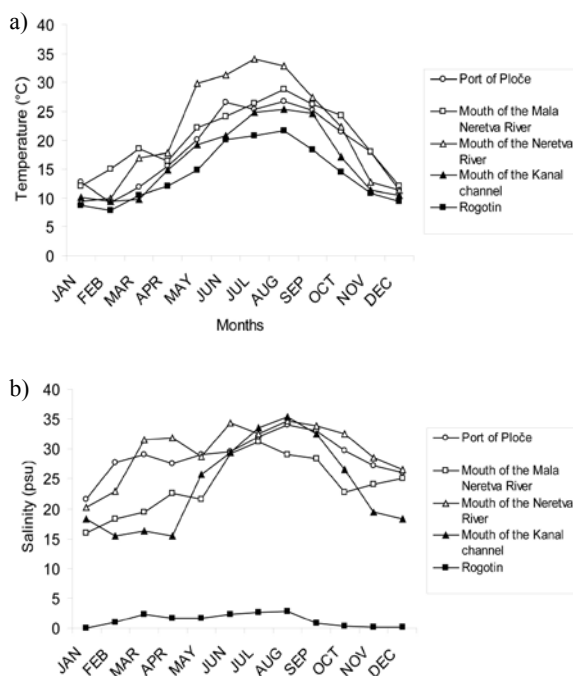 a)
40
35
30
25
20
15
10
5
0
Temperature (°C)
JAN
FEB
MAR
APR
MAY
JUN
JUL
AUG
SEP
OCT
NOV
DEC
Months
Port of Ploče
Mouth of the Mala
Neretva River
Mouth of the Neretva
River
Mouth of the Kanal
channel
Rogotin
b)
40
35
30
25
20
15
10
5
0
Salinity (psu)
JAN
FEB
MAR
APR
MAY
JUN
JUL
AUG
SEP
OCT
NOV
DEC
Port of Ploče
Mouth of the Mala
Neretva River
Mouth of the Neretva
River
Mouth of the Kanal
channel
Rogotin